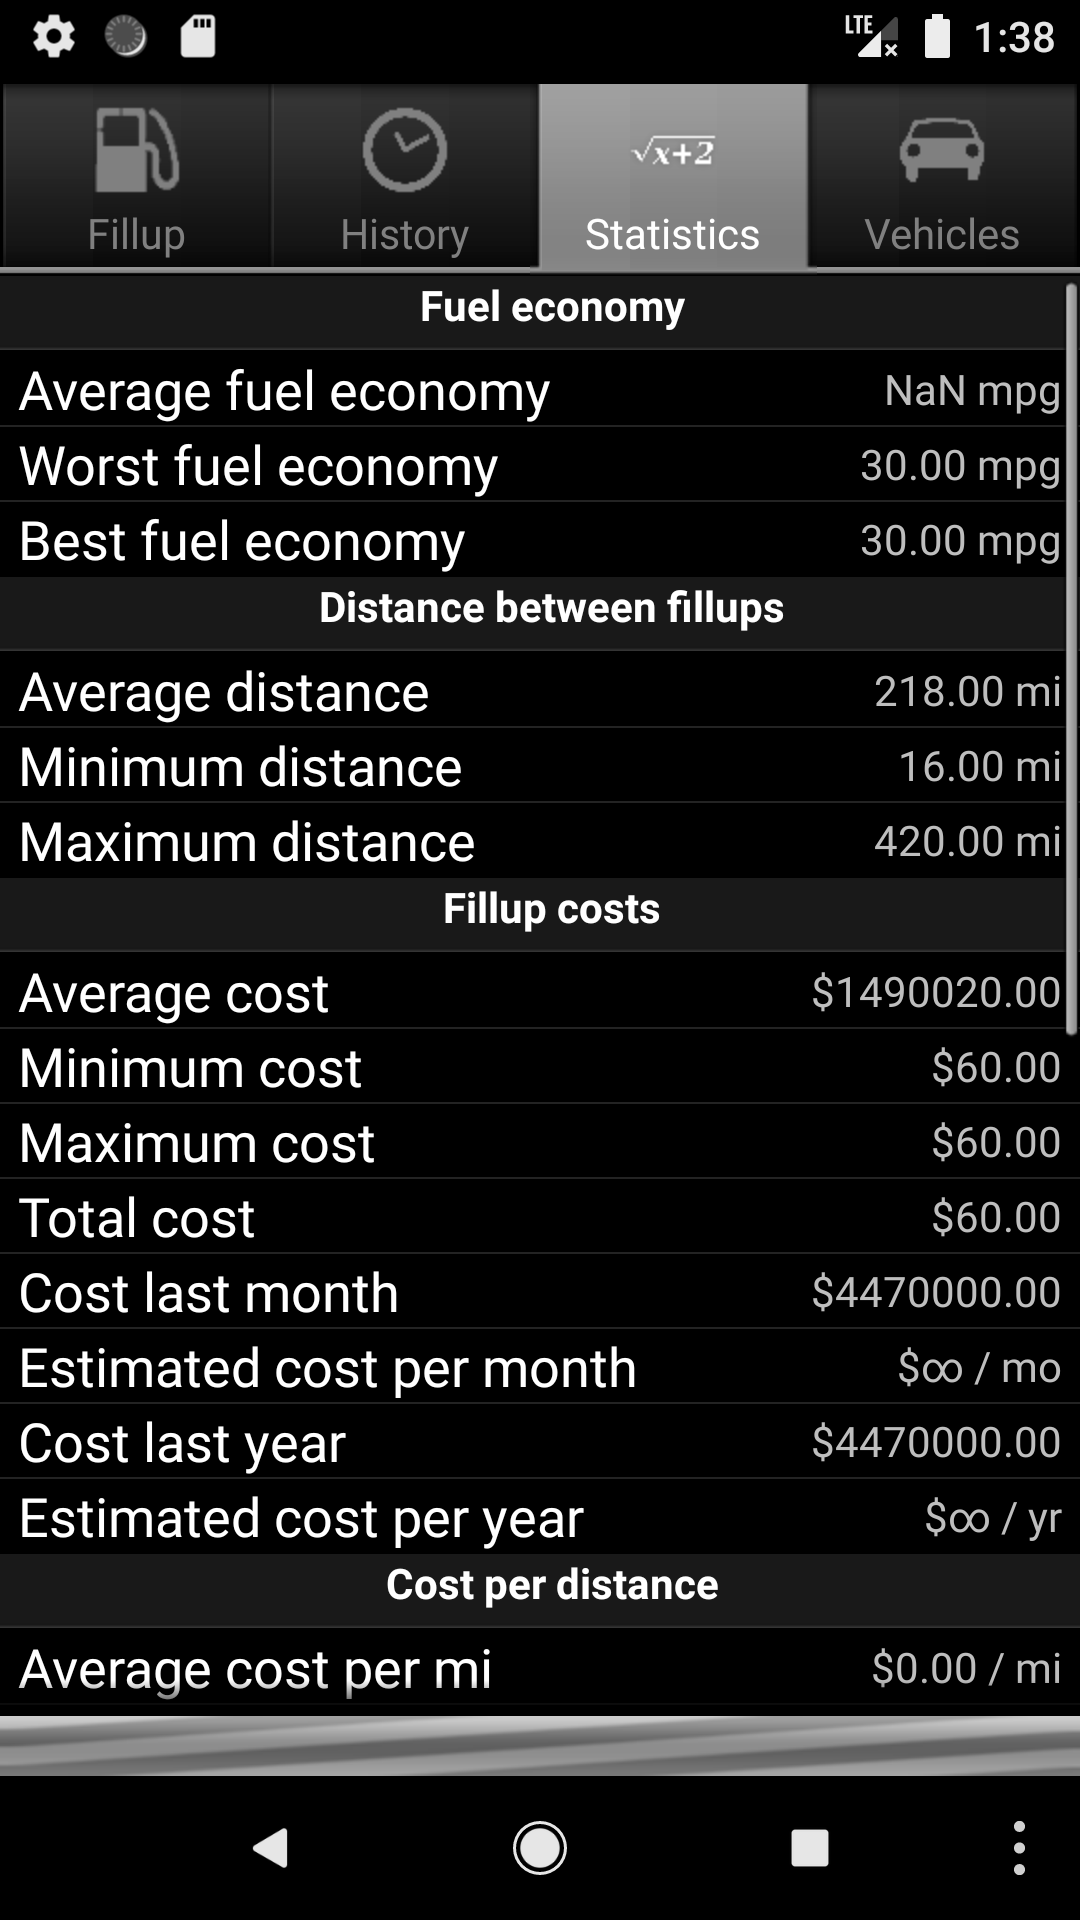 LTE 1:38
√x+2
Fillup History Statistics Vehicles
Fuel economy
Average fuel economy NaN mpg
Worst fuel economy 30.00 mpg
Best fuel economy 30.00 mpg
Distance between fillups
Average distance 218.00 mi
Minimum distance 16.00 mi
Maximum distance 420.00 mi
Fillup costs
Average cost $1490020.00
Minimum cost $60.00
Maximum cost $60.00
Total cost $60.00
Cost last month $4470000.00
Estimated cost per month $∞ / mo
Cost last year $4470000.00
Estimated cost per year $∞ / yr
Cost per distance
Average cost per mi $0.00 / mi